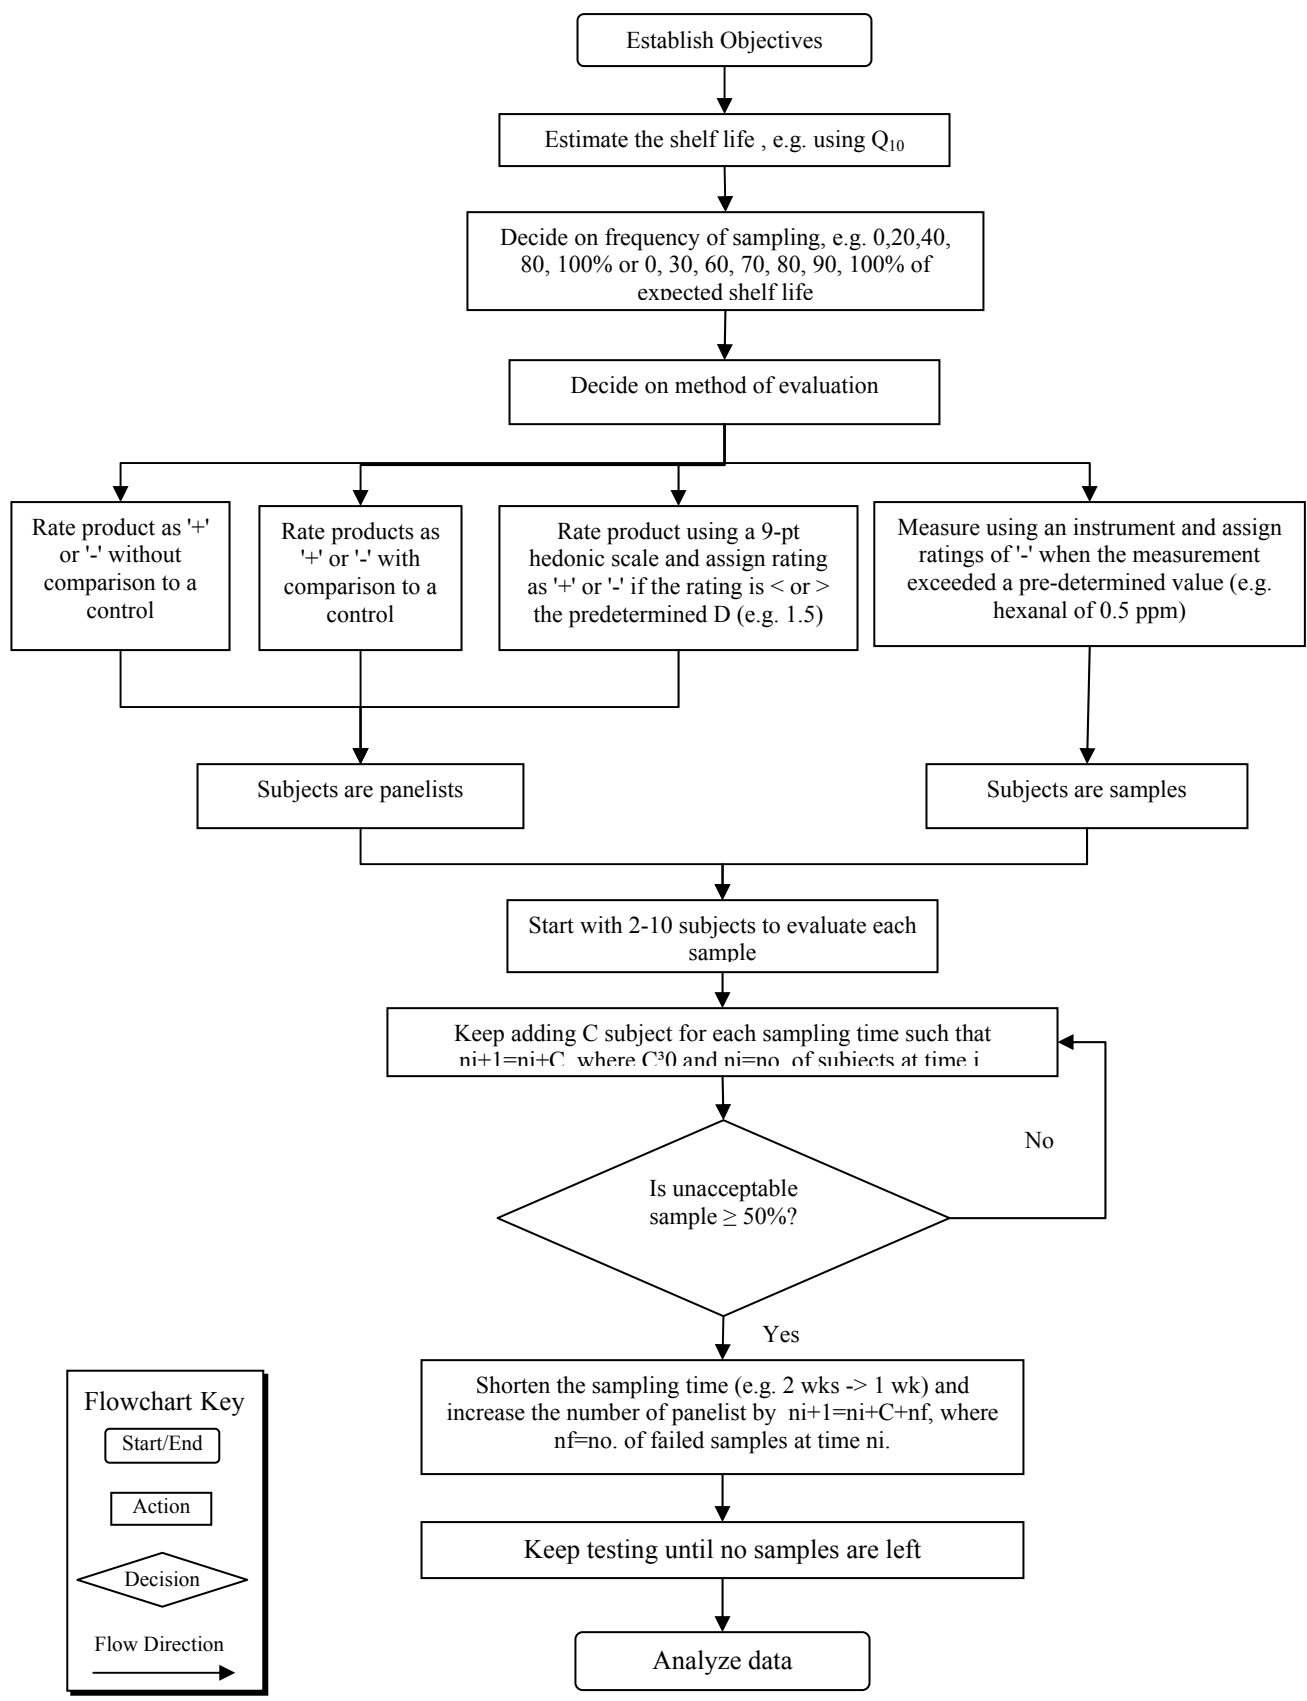 Establish Objectives
Estimate the shelf life , e.g. using Q₁₀
Decide on frequency of sampling, e.g. 0,20,40,
80, 100% or 0, 30, 60, 70, 80, 90, 100% of
expected shelf life
Decide on method of evaluation
Rate product as '+'
or '-' without
comparison to a
control
Rate products as
'+' or '-' with
comparison to a
control
Rate product using a 9-pt
hedonic scale and assign rating
as '+' or '-' if the rating is < or >
the predetermined D (e.g. 1.5)
Measure using an instrument and assign
ratings of '-' when the measurement
exceeded a pre-determined value (e.g.
hexanal of 0.5 ppm)
Subjects are panelists
Subjects are samples
Start with 2-10 subjects to evaluate each
sample
Keep adding C subject for each sampling time such that
ni+1=ni+C, where C³0 and ni=no. of subjects at time i
No
Is unacceptable
sample ≥ 50%?
Yes
Shorten the sampling time (e.g. 2 wks -> 1 wk) and
increase the number of panelist by ni+1=ni+C+nf, where
nf=no. of failed samples at time ni.
Keep testing until no samples are left
Analyze data
Flowchart Key
Start/End
Action
Decision
Flow Direction